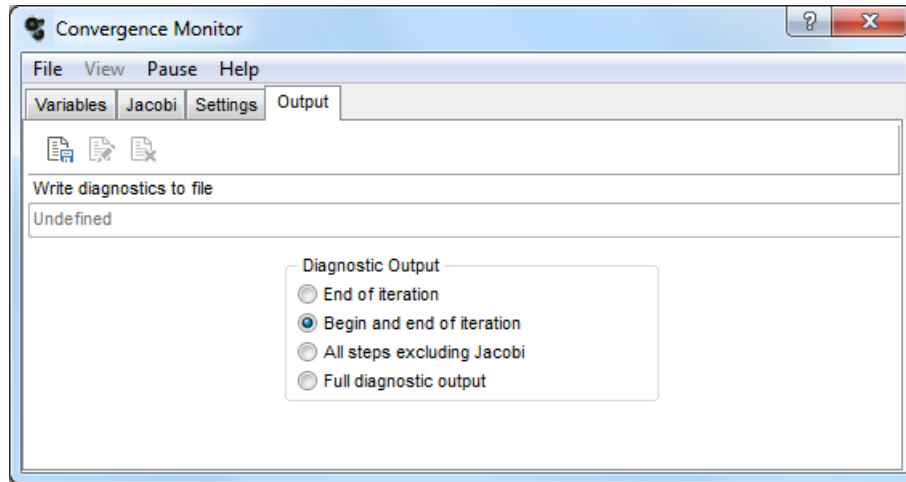 Convergence Monitor
File View Pause Help
Variables Jacobi Settings Output
Write diagnostics to file
Undefined
Diagnostic Output
End of iteration
Begin and end of iteration
All steps excluding Jacobi
Full diagnostic output